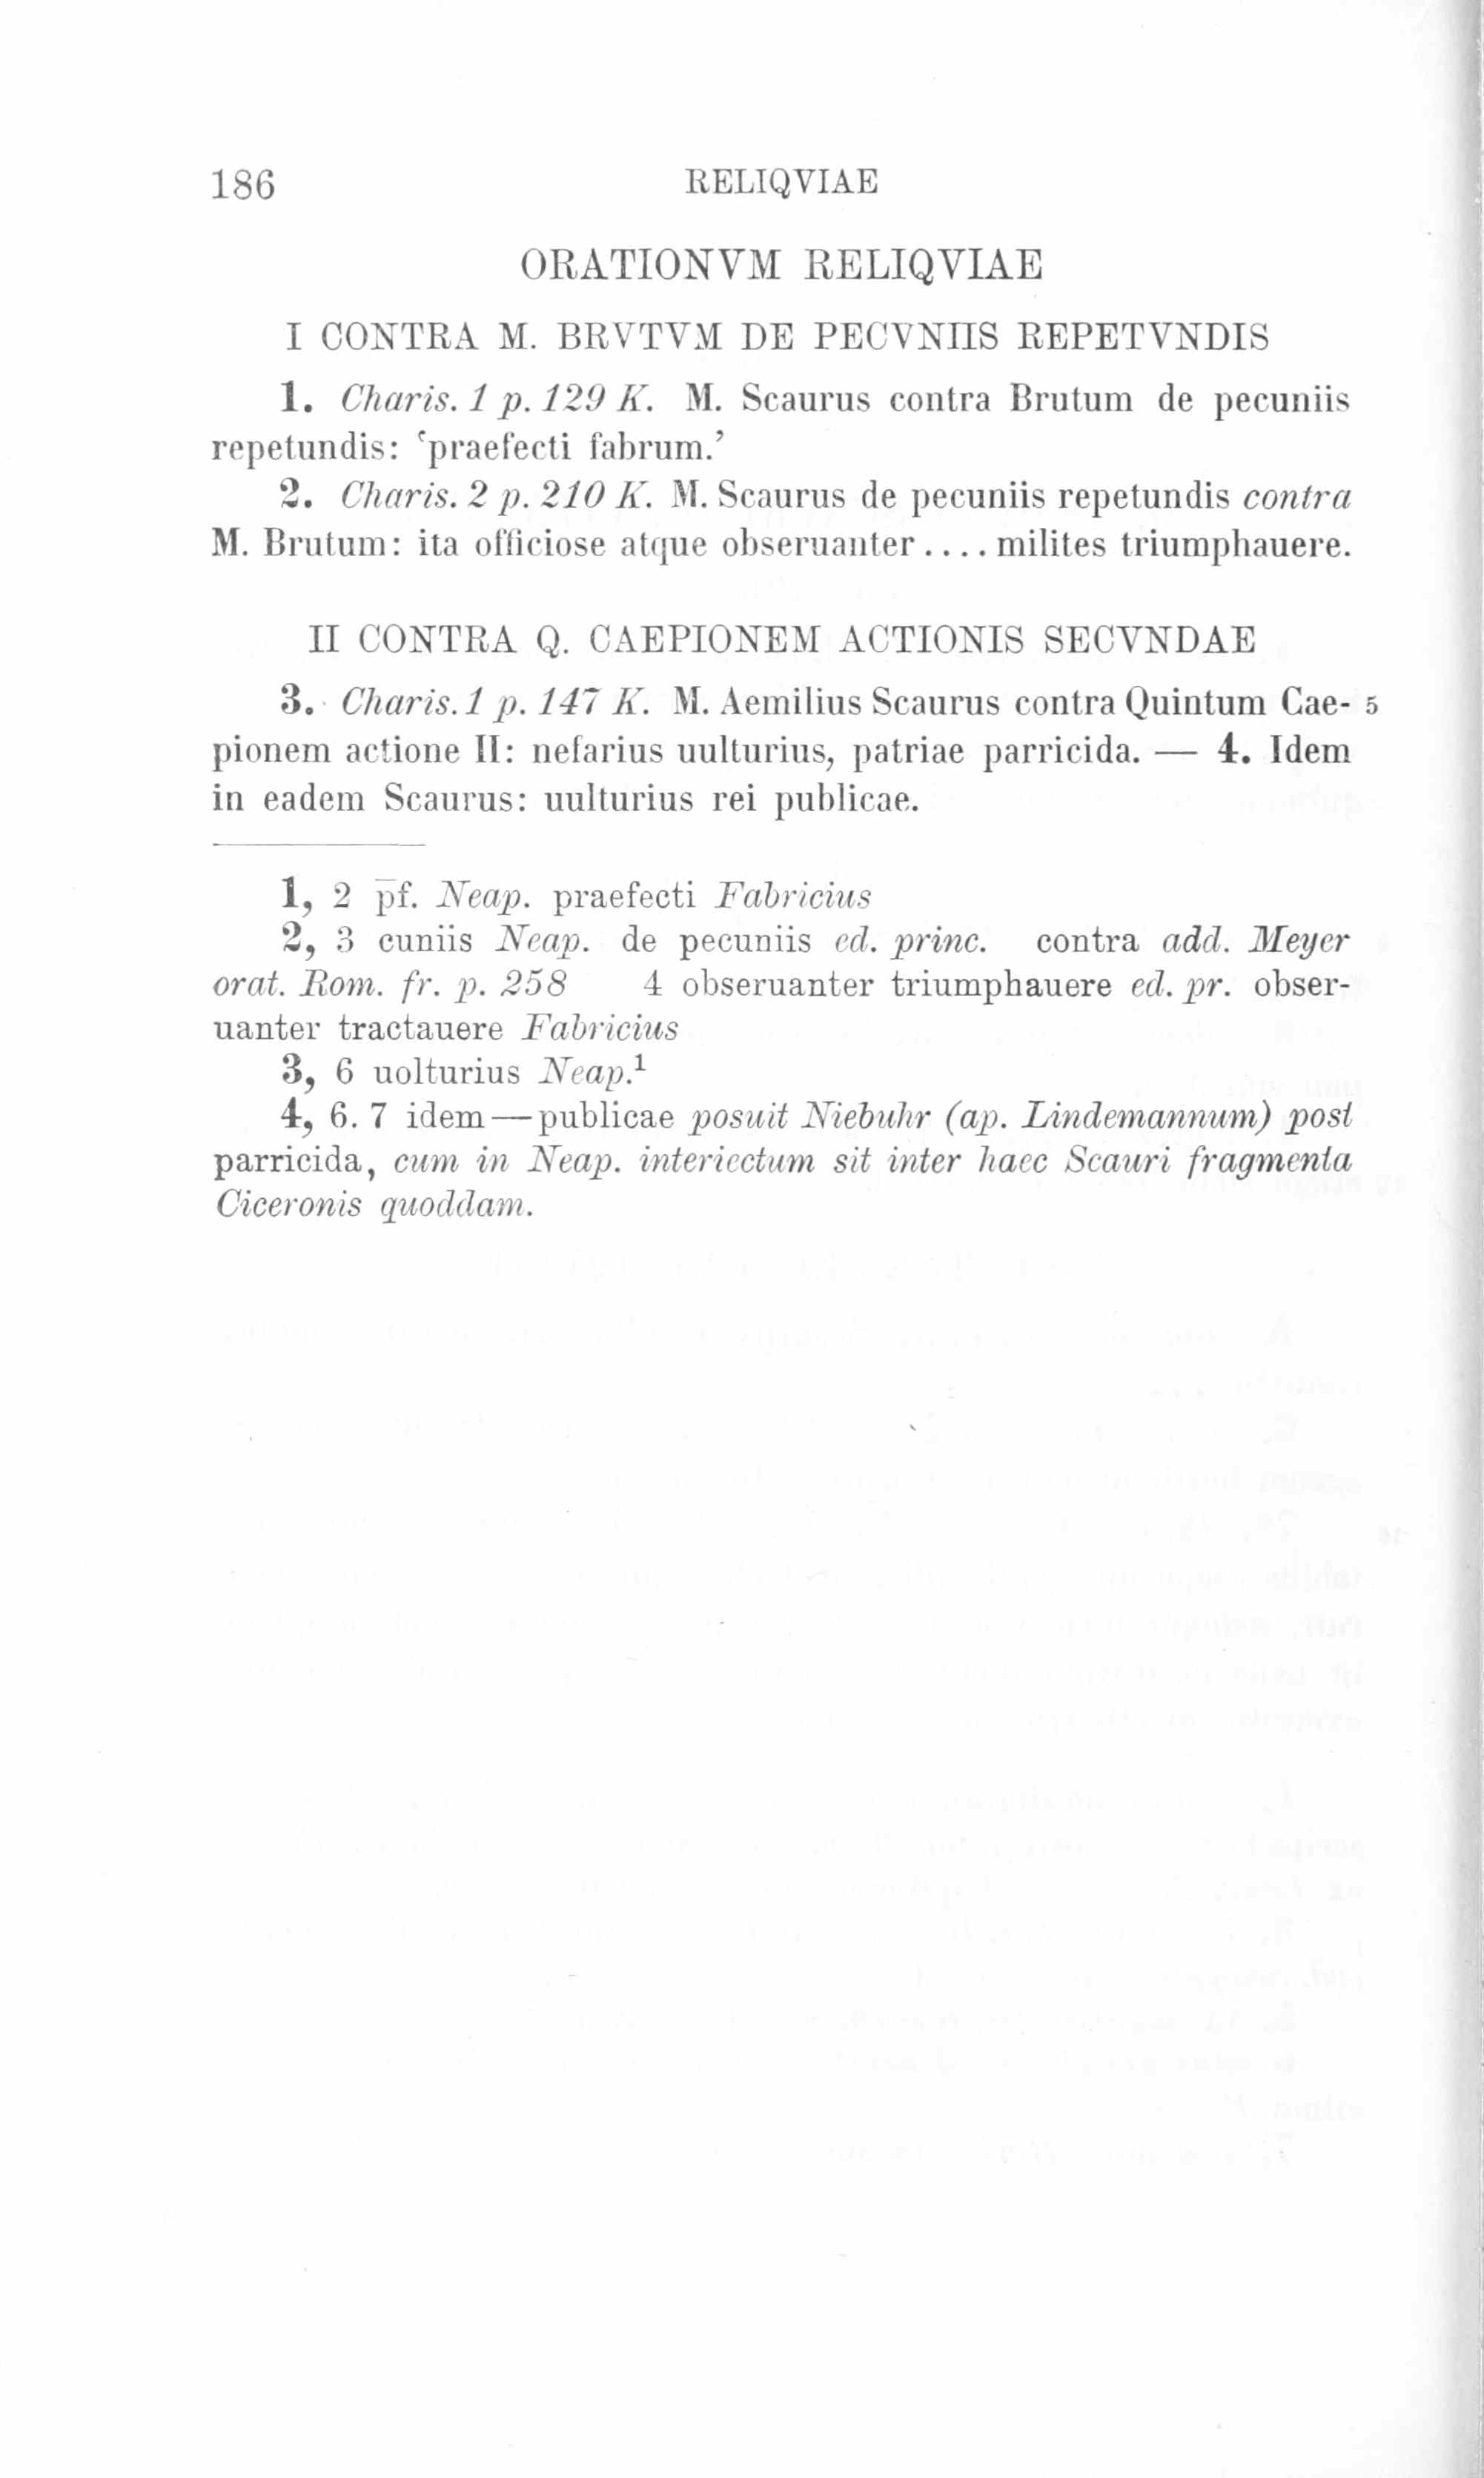 186 RELIQVIAE
ORATIONVM RELIQVIAE
I CONTRA M. BRVTVM DE PECVNIIS REPETVNDIS
1. Charis. 1 p. 129 K. M. Scaurus contra Brutum de pecuniis
repetundis: ‘praefecti fabrum.’
2. Charis. 2 p. 210 K. M. Scaurus de pecuniis repetundis contra
M. Brutum: ita officiose atque obseruanter .... milites triumphauere.
II CONTRA Q. CAEPIONEM ACTIONIS SECVNDAE
3. Charis. 1 p. 147 K. M. Aemilius Scaurus contra Quintum Cae- 5
pionem actione II: nefarius uulturius, patriae parricida. — 4. Idem
in eadem Scaurus: uulturius rei publicae.
1, 2 p̅f. Neap. praefecti Fabricius
2, 3 cuniis Neap. de pecuniis ed. princ. contra add. Meyer
orat. Rom. fr. p. 258 4 obseruanter triumphauere ed. pr. obser-
uanter tractauere Fabricius
3, 6 uolturius Neap.¹
4, 6. 7 idem—publicae posuit Niebuhr (ap. Lindemannum) post
parricida, cum in Neap. interiectum sit inter haec Scauri fragmenta
Ciceronis quoddam.